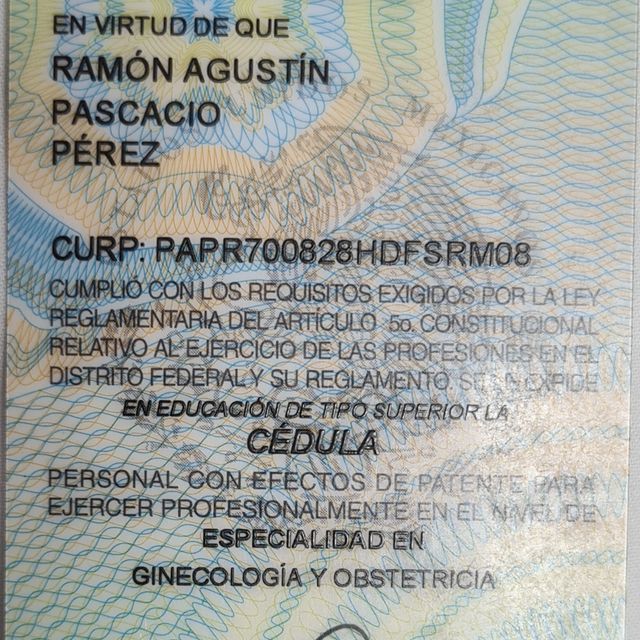 EN VIRTUD DE QUE
RAMÓN AGUSTÍN
PASCACIO
PÉREZ
CURP: PAPR700828HDFSRM08
CUMPLIÓ CON LOS REQUISITOS EXIGIDOS POR LA LEY
REGLAMENTARIA DEL ARTÍCULO 5o. CONSTITUCIONAL
RELATIVO AL EJERCICIO DE LAS PROFESIONES EN EL
DISTRITO FEDERAL Y SU REGLAMENTO, SE EXPIDE
EN EDUCACIÓN DE TIPO SUPERIOR LA
CÉDULA
PERSONAL CON EFECTOS DE PATENTE PARA
EJERCER PROFESIONALMENTE EN EL NIVEL DE
ESPECIALIDAD EN
GINECOLOGÍA Y OBSTETRICIA